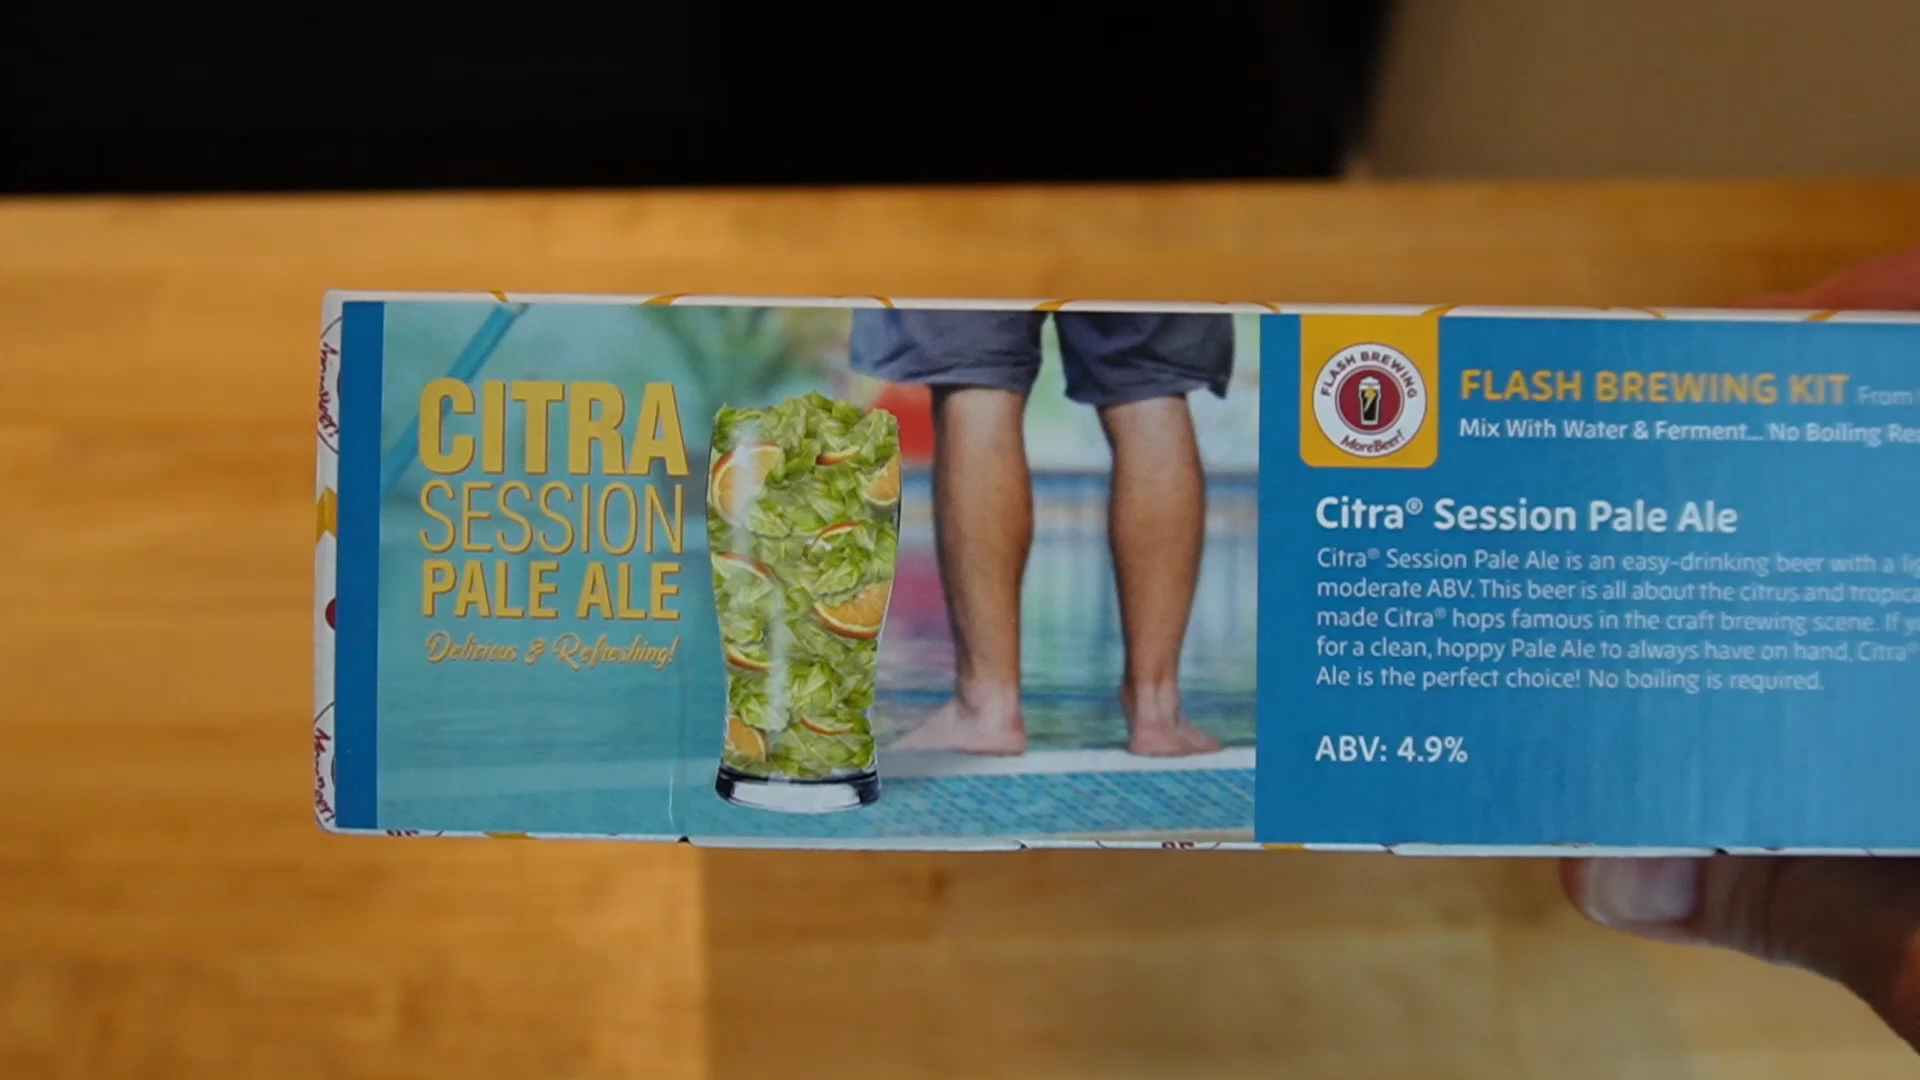 CITRA
SESSION
PALE ALE
Delicious & Refreshing!
FLASH BREWING
MoreBeer!
FLASH BREWING KIT From
Mix With Water & Ferment... No Boiling
Citra® Session Pale Ale
Citra® Session Pale Ale is an easy-drinking beer with a
moderate ABV. This beer is all about the citrus and
made Citra® hops famous in the craft brewing scene. If
for a clean, hoppy Pale Ale to always have on hand, Citra®
Ale is the perfect choice! No boiling is required.
ABV: 4.9%